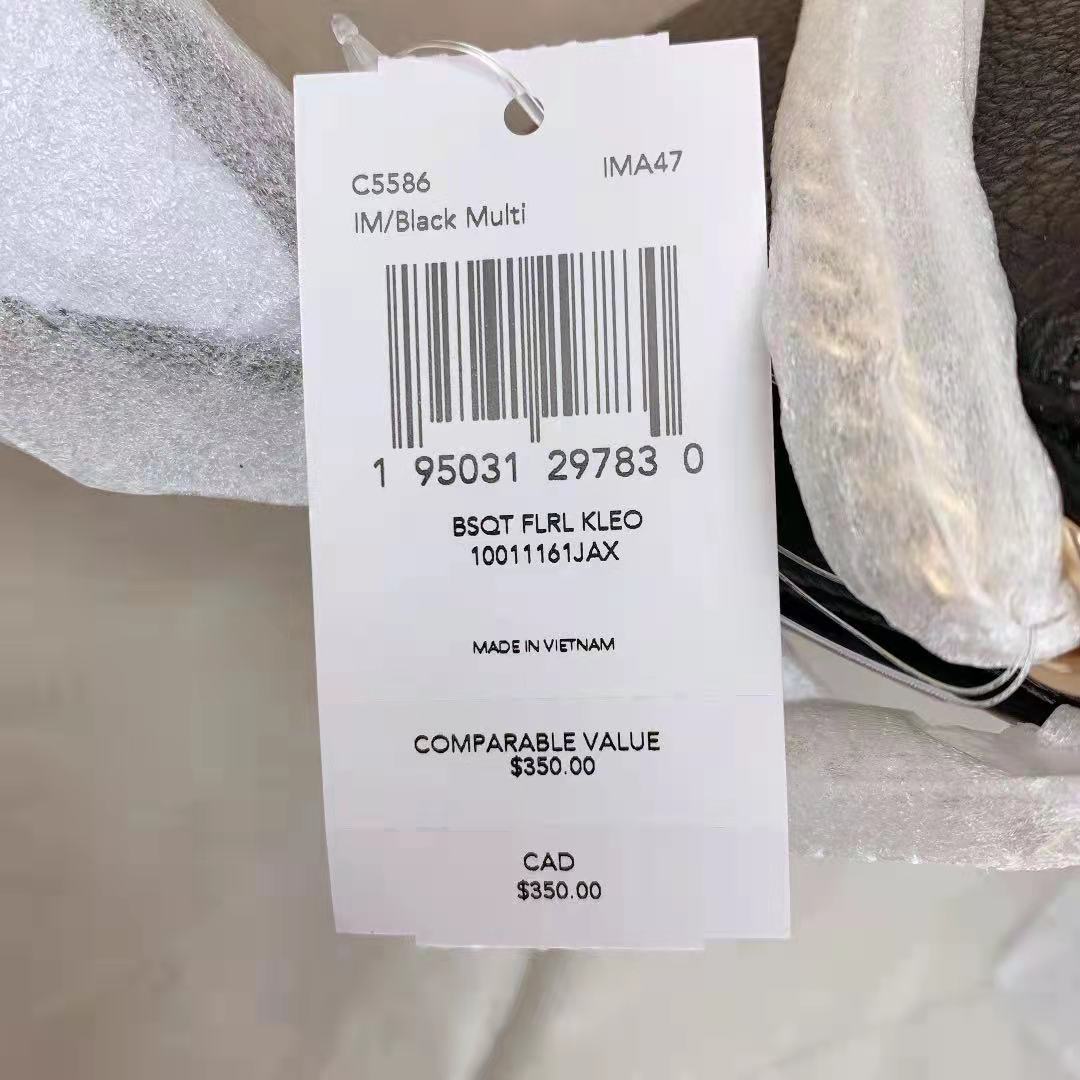 C5586 IMA47
IM/Black Multi
1 95031 29783 0
BSQT FLRL KLEO
10011161JAX
MADE IN VIETNAM
COMPARABLE VALUE
$350.00
CAD
$350.00